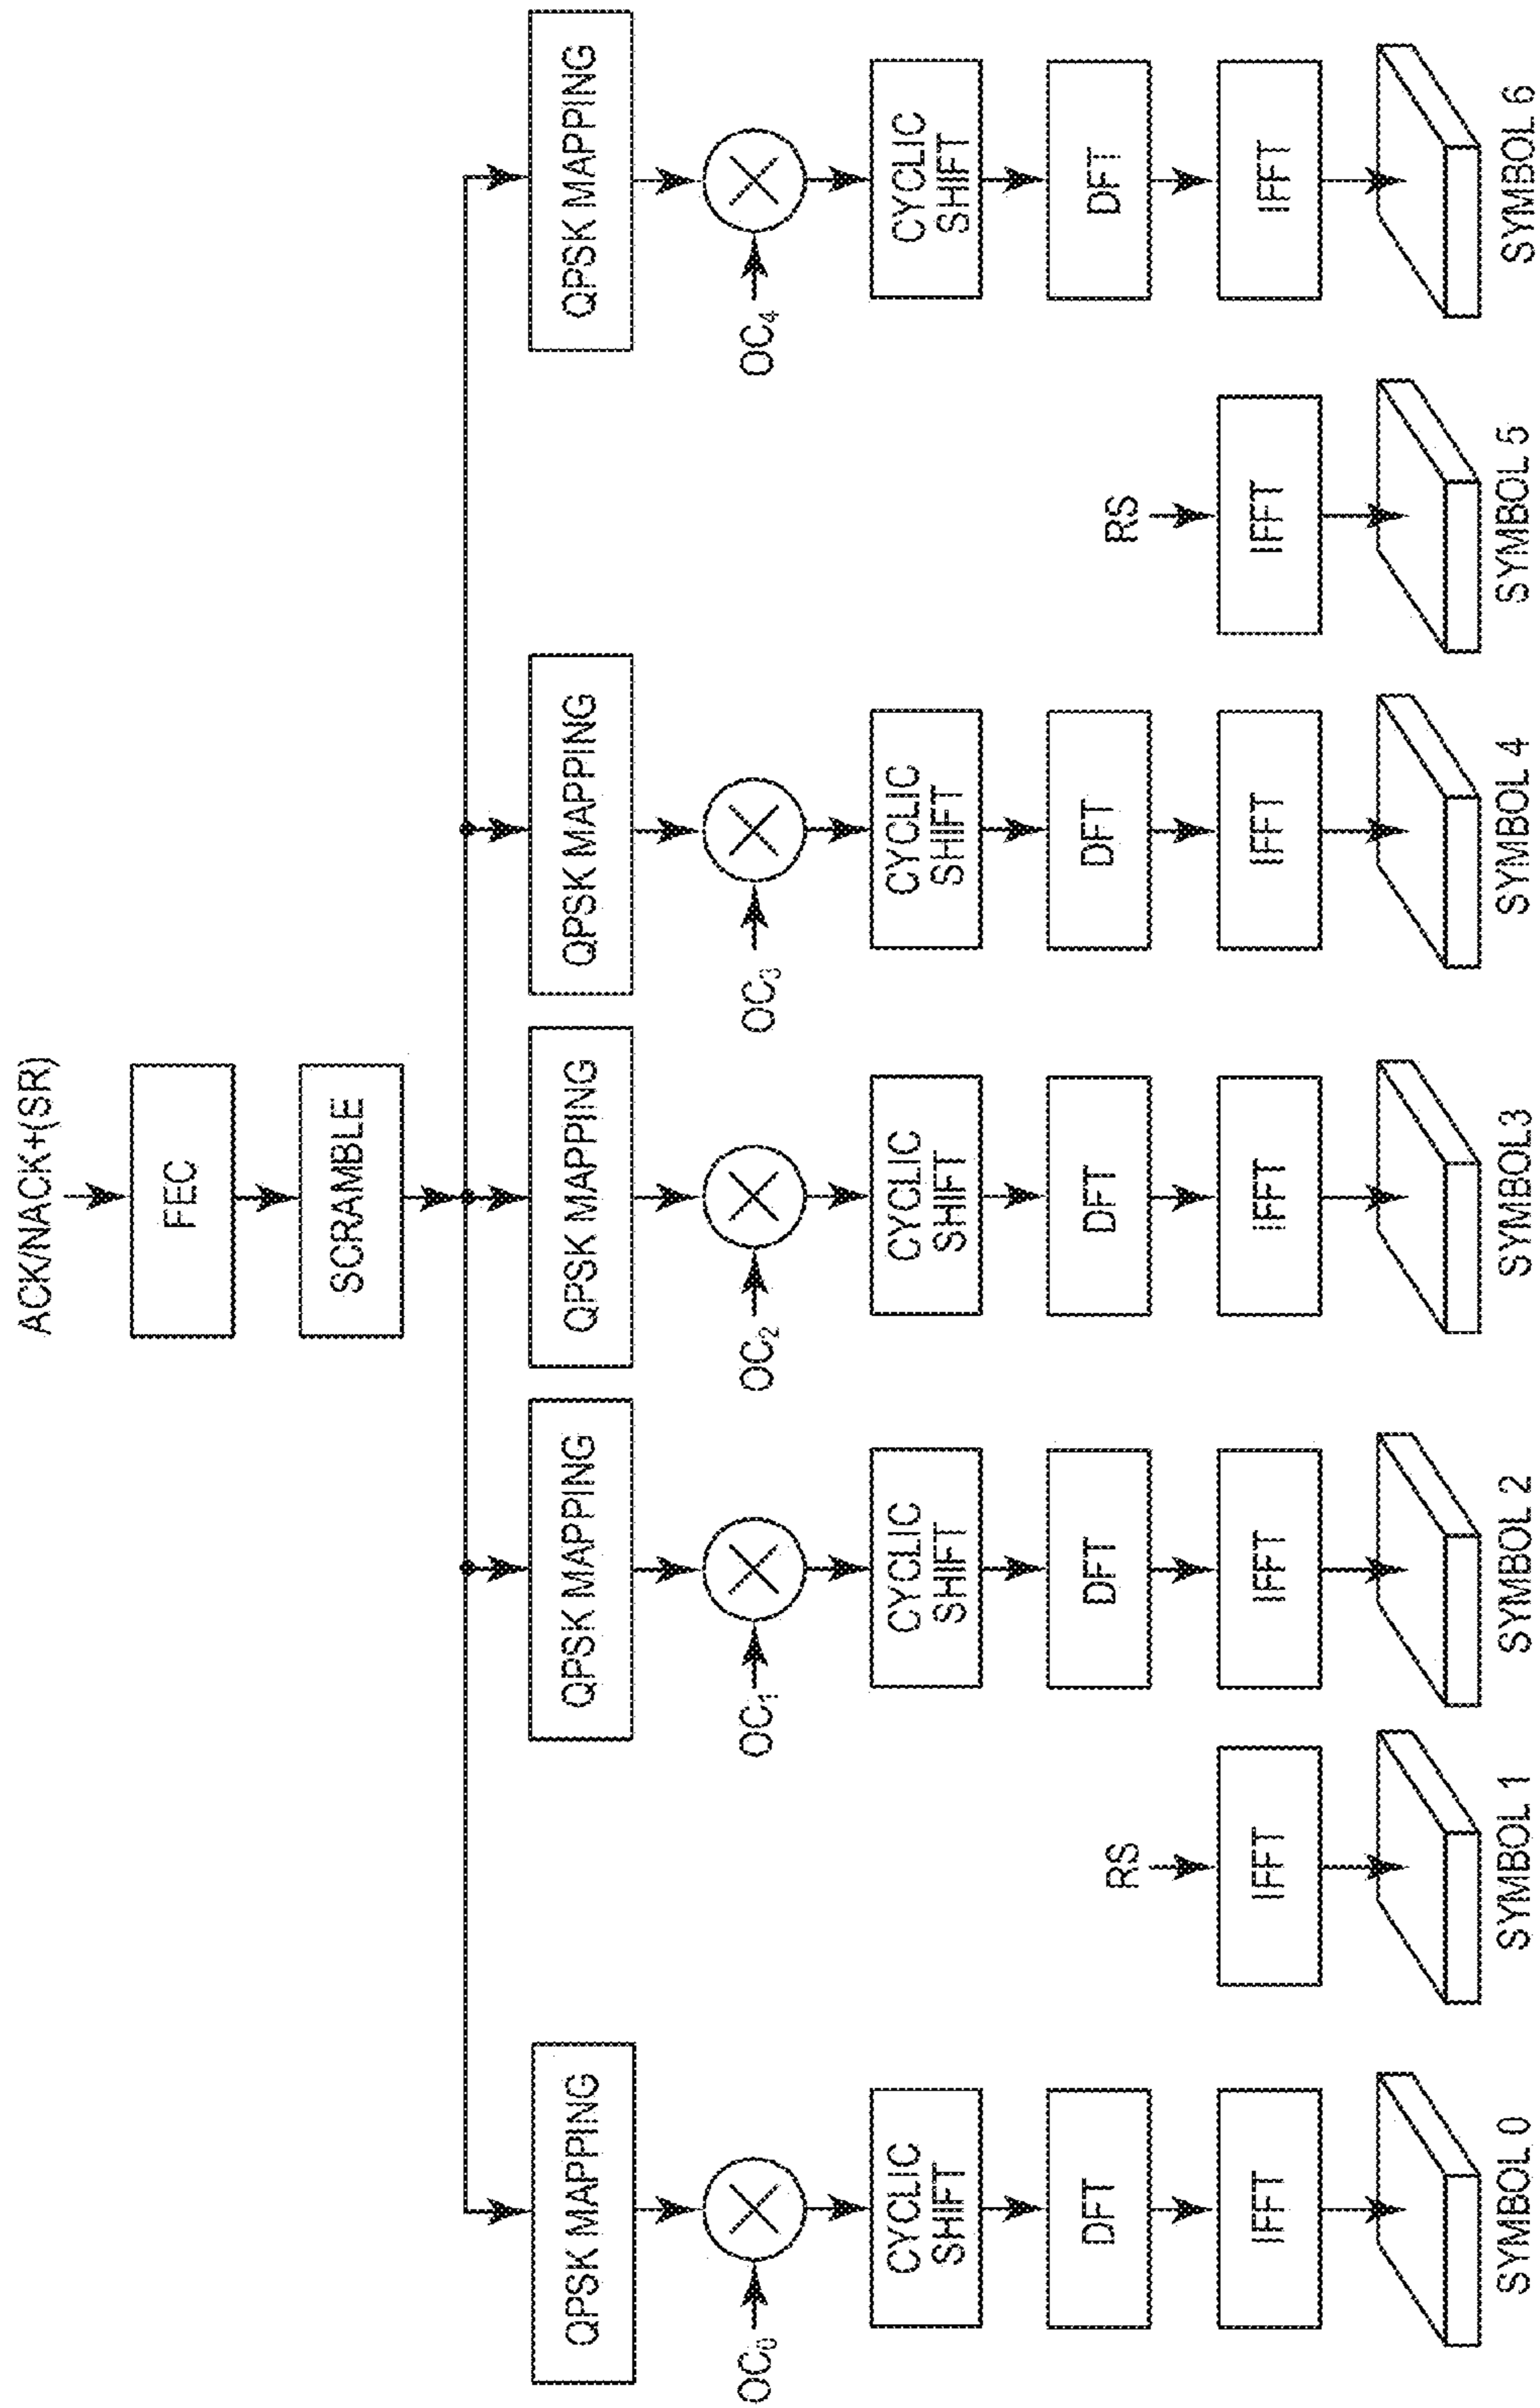 ACK/NACK+(SR)
FEC
SCRAMBLE
QPSK MAPPING
QPSK MAPPING
QPSK MAPPING
QPSK MAPPING
QPSK MAPPING
OC₀
OC₁
OC₂
OC₃
OC₄
CYCLIC
SHIFT
CYCLIC
SHIFT
CYCLIC
SHIFT
CYCLIC
SHIFT
CYCLIC
SHIFT
DFT
RS
DFT
DFT
DFT
RS
DFT
IFFT
IFFT
IFFT
IFFT
IFFT
IFFT
IFFT
SYMBOL 0
SYMBOL 1
SYMBOL 2
SYMBOL3
SYMBOL 4
SYMBOL 5
SYMBOL 6